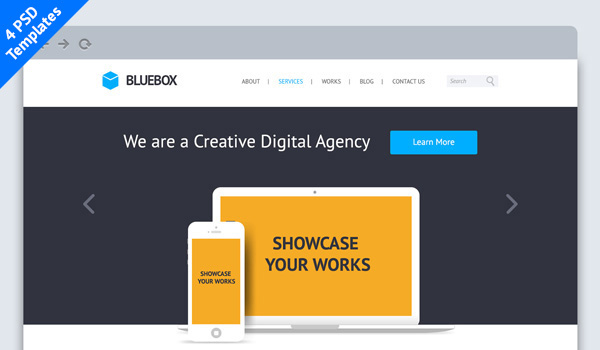 4 PSD
Templates
BLUEBOX
ABOUT | SERVICES | WORKS | BLOG | CONTACT US
Search
We are a Creative Digital Agency
Learn More
SHOWCASE
YOUR WORKS
SHOWCASE
YOUR WORKS